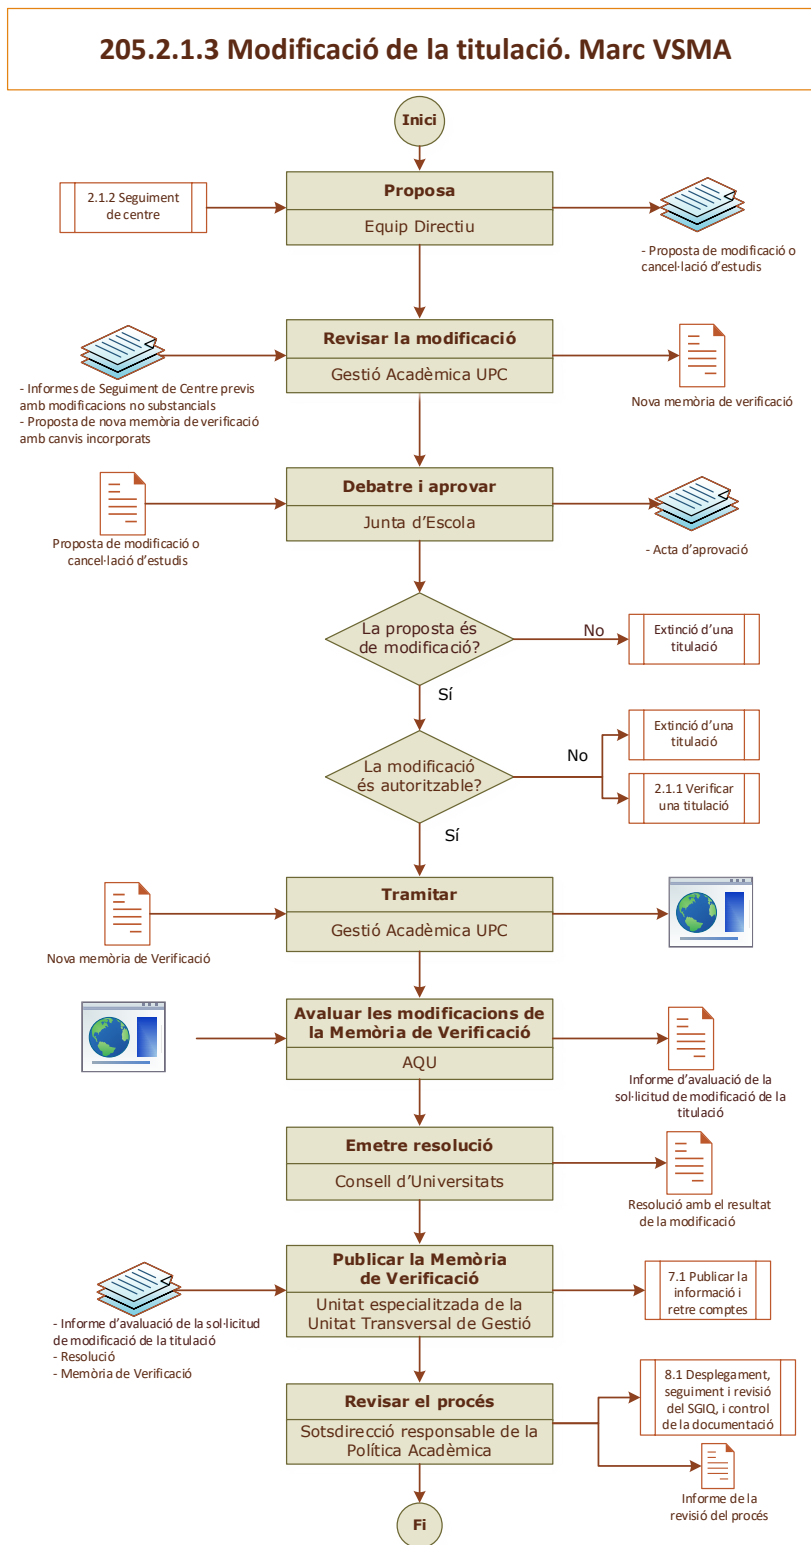 205.2.1.3 Modificació de la titulació. Marc VSMA
Inici
2.1.2 Seguiment
de centre
Proposa
Equip Directiu
- Proposta de modificació o
cancel·lació d'estudis
- Informes de Seguiment de Centre previs
amb modificacions no substancials
- Proposta de nova memòria de verificació
amb canvis incorporats
Revisar la modificació
Gestió Acadèmica UPC
Nova memòria de verificació
Proposta de modificació o
cancel·lació d'estudis
Debatre i aprovar
Junta d'Escola
- Acta d'aprovació
La proposta és
de modificació?
No
Extinció d'una
titulació
Sí
La modificació
és autoritzable?
No
Extinció d'una
titulació
2.1.1 Verificar
una titulació
Sí
Nova memòria de Verificació
Tramitar
Gestió Acadèmica UPC
Avaluar les modificacions de
la Memòria de Verificació
AQU
Informe d'avaluació de la
sol·licitud de modificació de la
titulació
Emetre resolució
Consell d'Universitats
Resolució amb el resultat
de la modificació
- Informe d'avaluació de la sol·licitud
de modificació de la titulació
- Resolució
- Memòria de Verificació
Publicar la Memòria
de Verificació
Unitat especialitzada de la
Unitat Transversal de Gestió
7.1 Publicar la
informació i
retre comptes
Revisar el procés
Sotsdirecció responsable de la
Política Acadèmica
8.1 Desplegament,
seguiment i revisió
del SGIQ, i control
de la documentació
Informe de la
revisió del procés
Fi